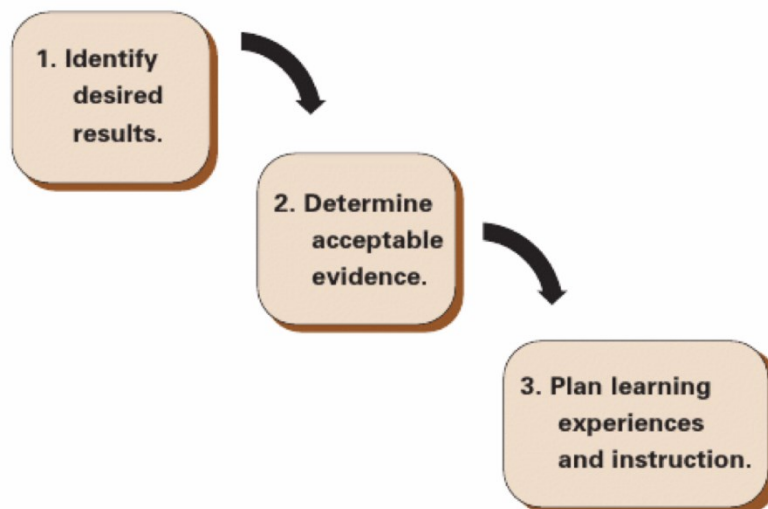 1. Identify
desired
results.
2. Determine
acceptable
evidence.
3. Plan learning
experiences
and instruction.